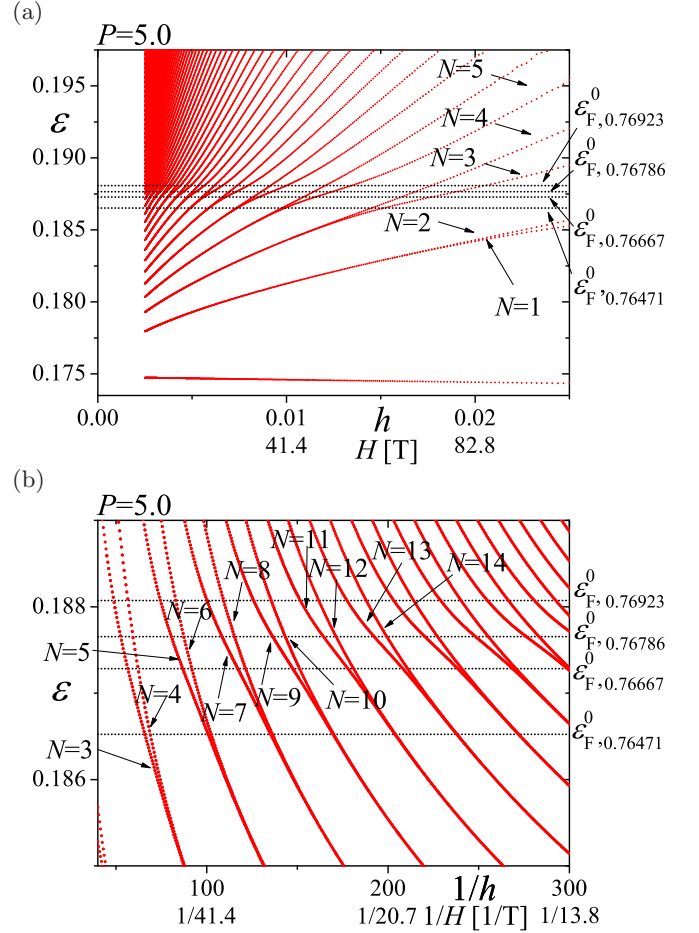 (a)
P=5.0
0.195
N=5
ε
N=4
ε⁰F, 0.76923
0.190
N=3
ε⁰F, 0.76786
0.185
N=2
ε⁰F, 0.76667
0.180
N=1
ε⁰F, 0.76471
0.175
0.00 0.01 h 0.02
41.4 H [T] 82.8
(b)
P=5.0
N=11
N=13
N=8
N=12
N=14
0.188
N=6
ε⁰F, 0.76923
ε⁰F, 0.76786
N=5
ε
N=4
ε⁰F, 0.76667
N=7
N=9
N=10
ε⁰F, 0.76471
N=3
0.186
100 200 1/h 300
1/41.4 1/20.7 1/H [1/T] 1/13.8